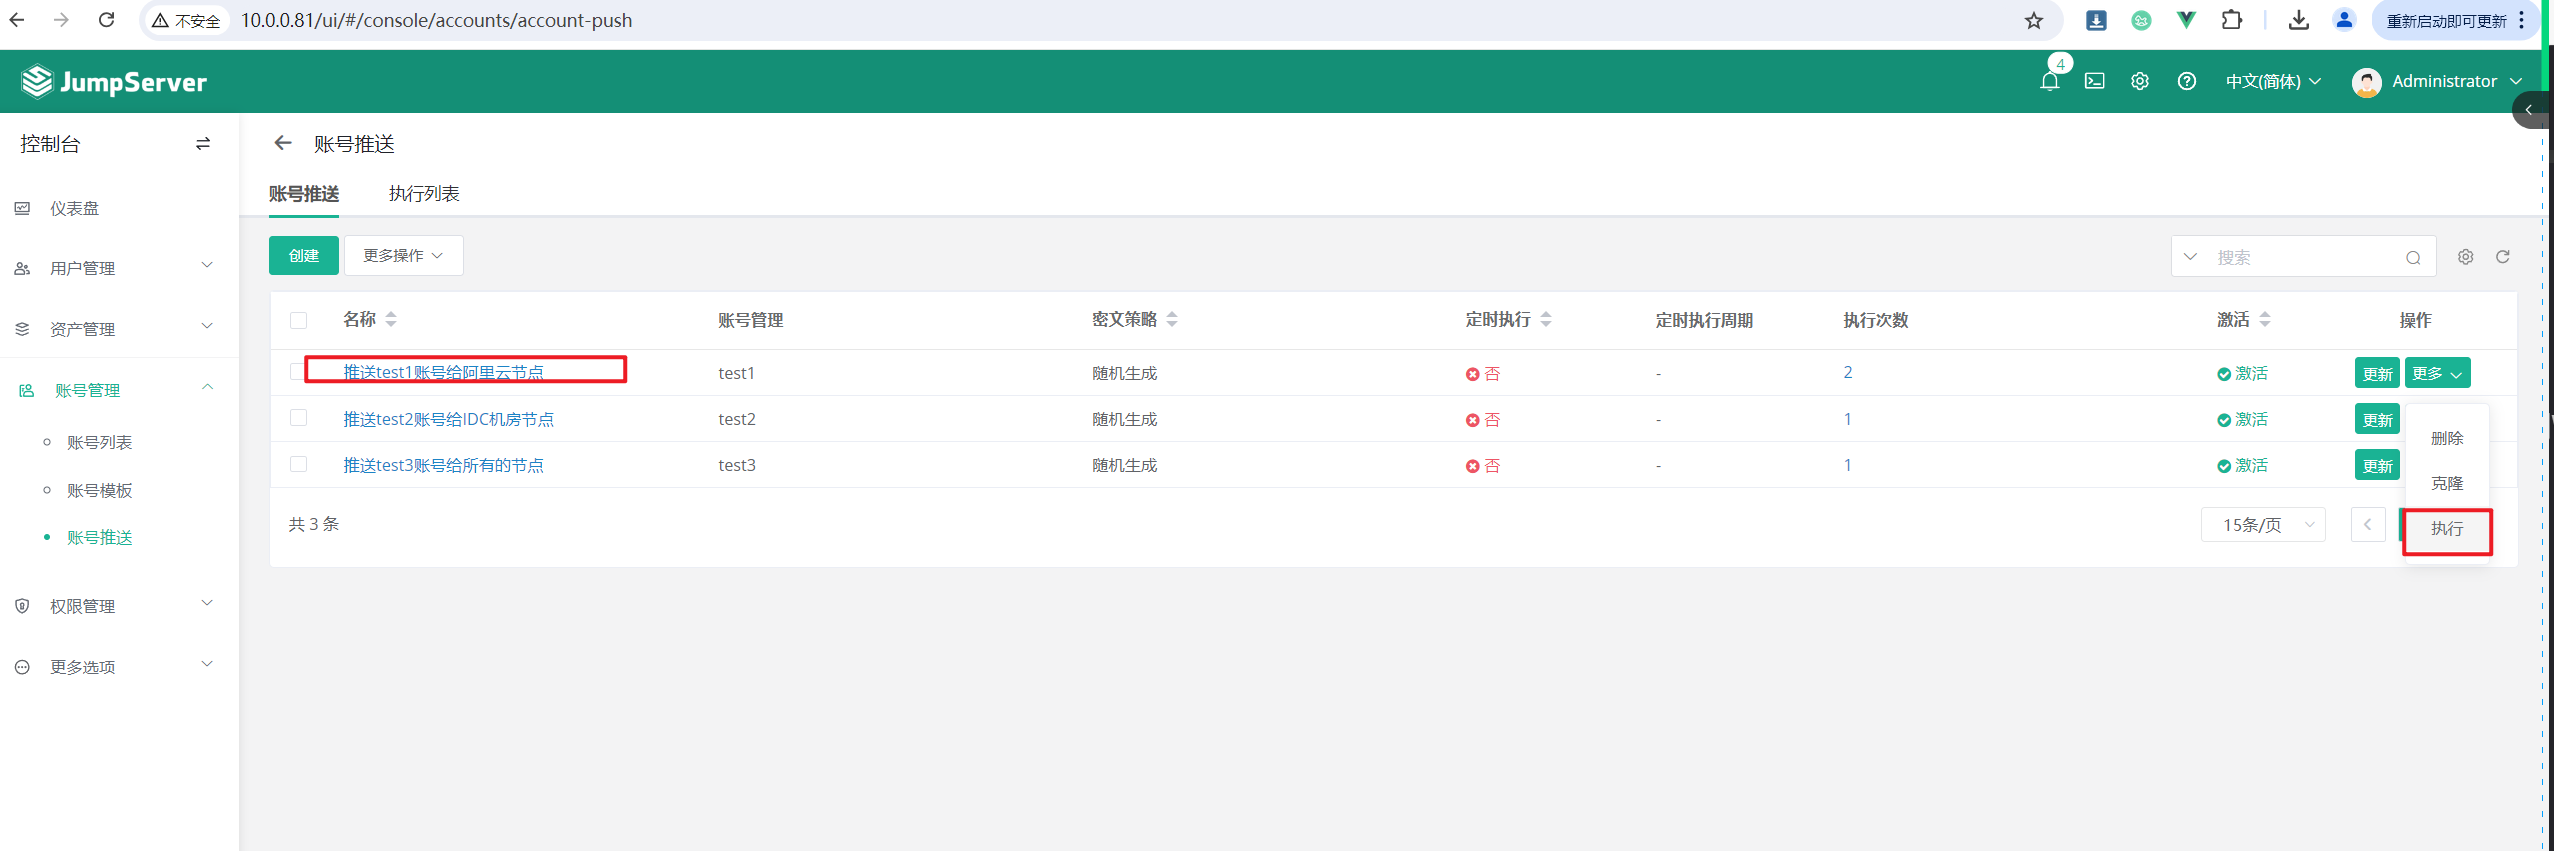 不安全 10.0.0.81/ui/#/console/accounts/account-push 重新启动即可更新
JumpServer 4 中文(简体) Administrator
控制台
仪表盘
用户管理
资产管理
账号管理
账号列表
账号模板
账号推送
权限管理
更多选项
账号推送
账号推送 执行列表
创建 更多操作 搜索
名称 账号管理 密文策略 定时执行 定时执行周期 执行次数 激活 操作
推送test1账号给阿里云节点 test1 随机生成 否 - 2 激活 更新 更多
推送test2账号给IDC机房节点 test2 随机生成 否 - 1 激活 更新
推送test3账号给所有的节点 test3 随机生成 否 - 1 激活 更新
删除
克隆
执行
共 3 条 15条/页